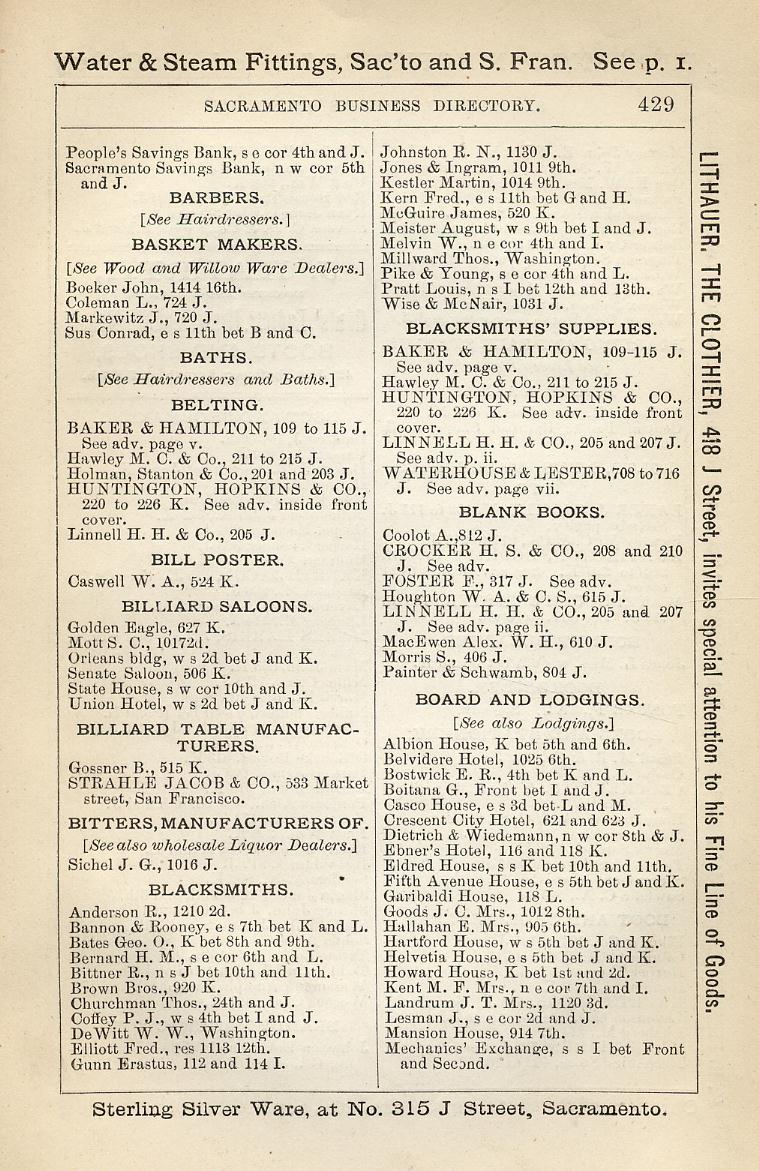 Water & Steam Fittings, Sac'to and S. Fran. See p. 1.
SACRAMENTO BUSINESS DIRECTORY. 429
People's Savings Bank, s e cor 4th and J.
Sacramento Savings Bank, n w cor 5th
and J.
BARBERS.
[See Hairdressers.]
BASKET MAKERS.
[See Wood and Willow Ware Dealers.]
Boeker John, 1414 16th.
Coleman L., 724 J.
Markewitz J., 720 J.
Sus Conrad, e s 11th bet B and C.
BATHS.
[See Hairdressers and Baths.]
BELTING.
BAKER & HAMILTON, 109 to 115 J.
See adv. page v.
Hawley M. C. & Co., 211 to 215 J.
Holman, Stanton & Co., 201 and 203 J.
HUNTINGTON, HOPKINS & CO.,
220 to 226 K. See adv. inside front
cover.
Linnell H. H. & Co., 205 J.
BILL POSTER.
Caswell W. A., 524 K.
BILLIARD SALOONS.
Golden Eagle, 627 K.
Mott S. C., 10172d.
Orleans bldg, w s 2d bet J and K.
Senate Saloon, 506 K.
State House, s w cor 10th and J.
Union Hotel, w s 2d bet J and K.
BILLIARD TABLE MANUFAC-
TURERS.
Gossner B., 515 K.
STRAHLE JACOB & CO., 533 Market
street, San Francisco.
BITTERS, MANUFACTURERS OF.
[See also wholesale Liquor Dealers.]
Sichel J. G., 1016 J.
BLACKSMITHS.
Anderson R., 1210 2d.
Bannon & Rooney, e s 7th bet K and L.
Bates Geo. O., K bet 8th and 9th.
Bernard H. M., s e cor 6th and L.
Bittner R., n s J bet 10th and 11th.
Brown Bros., 920 K.
Churchman Thos., 24th and J.
Coffey P. J., w s 4th bet I and J.
DeWitt W. W., Washington.
Elliott Fred., res 1113 12th.
Gunn Erastus, 112 and 114 I.
Johnston R. N., 1130 J.
Jones & Ingram, 1011 9th.
Kestler Martin, 1014 9th.
Kern Fred., e s 11th bet G and H.
McGuire James, 520 K.
Meister August, w s 9th bet I and J.
Melvin W., n e cor 4th and I.
Millward Thos., Washington.
Pike & Young, s e cor 4th and L.
Pratt Louis, n s I bet 12th and 13th.
Wise & McNair, 1031 J.
BLACKSMITHS' SUPPLIES.
BAKER & HAMILTON, 109-115 J.
See adv. page v.
Hawley M. C. & Co., 211 to 215 J.
HUNTINGTON, HOPKINS & CO.,
220 to 226 K. See adv. inside front
cover.
LINNELL H. H. & CO., 205 and 207 J.
See adv. p. ii.
WATERHOUSE & LESTER, 708 to 716
J. See adv. page vii.
BLANK BOOKS.
Coolot A., 812 J.
CROCKER H. S. & CO., 208 and 210
J. See adv.
FOSTER F., 317 J. See adv.
Houghton W. A. & C. S., 615 J.
LINNELL H. H. & CO., 205 and 207
J. See adv. page ii.
MacEwen Alex. W. H., 610 J.
Morris S., 406 J.
Painter & Schwamb, 804 J.
BOARD AND LODGINGS.
[See also Lodgings.]
Albion House, K bet 5th and 6th.
Belvidere Hotel, 1025 6th.
Bostwick E. R., 4th bet K and L.
Boitana G., Front bet I and J.
Casco House, e s 3d bet L and M.
Crescent City Hotel, 621 and 623 J.
Dietrich & Wiedemann, n w cor 8th & J.
Ebner's Hotel, 116 and 118 K.
Eldred House, s s K bet 10th and 11th.
Fifth Avenue House, e s 5th bet J and K.
Garibaldi House, 118 L.
Goods J. C. Mrs., 1012 8th.
Hallahan E. Mrs., 905 6th.
Hartford House, w s 5th bet J and K.
Helvetia House, e s 5th bet J and K.
Howard House, K bet 1st and 2d.
Kent M. F. Mrs., n e cor 7th and I.
Landrum J. T. Mrs., 1120 3d.
Lesman J., s e cor 2d and J.
Mansion House, 914 7th.
Mechanics' Exchange, s s I bet Front
and Second.
LITHAUER, THE CLOTHIER, 418 J Street, invites special attention to his Fine Line of Goods.
Sterling Silver Ware, at No. 315 J Street, Sacramento.